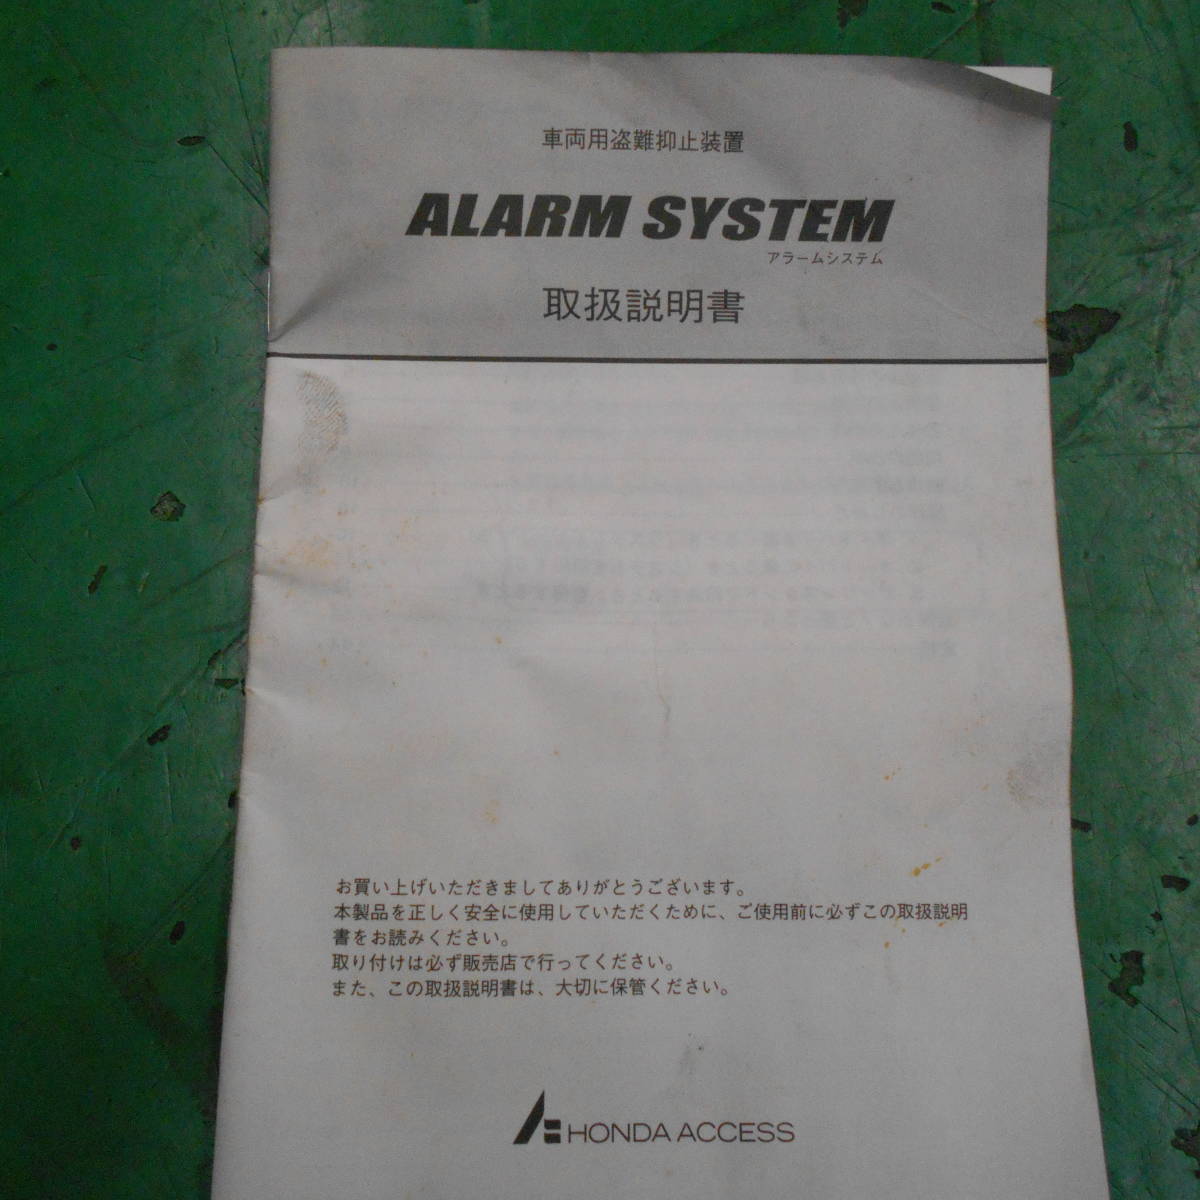 車両用盗難抑止装置
ALARM SYSTEM
アラームシステム
取扱説明書
お買い上げいただきましてありがとうございます。
本製品を正しく安全に使用していただくために、ご使用前に必ずこの取扱説明
書をお読みください。
取り付けは必ず販売店で行ってください。
また、この取扱説明書は、大切に保管ください。
HONDA ACCESS